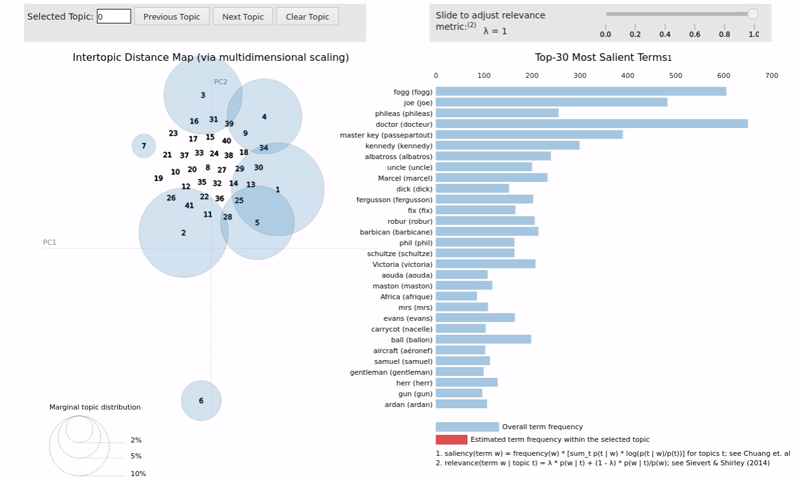 Selected Topic: 0 Previous Topic Next Topic Clear Topic
Slide to adjust relevance
metric:(2) λ = 1
0.0 0.2 0.4 0.6 0.8 1.0
Intertopic Distance Map (via multidimensional scaling)
PC2
3
4
16 31 39
23 17 15 40 9
7
21 37 33 24 38 18 34
10 20 8 27 29 30
19 12 35 32 14 13 1
26 22 36 25
41 11 28 5
2
PC1
6
Marginal topic distribution
2%
5%
10%
Top-30 Most Salient Terms1
0 100 200 300 400 500 600 700
fogg (fogg)
joe (joe)
phileas (phileas)
doctor (docteur)
master key (passepartout)
kennedy (kennedy)
albatross (albatros)
uncle (uncle)
Marcel (marcel)
dick (dick)
fergusson (fergusson)
fix (fix)
robur (robur)
barbican (barbicane)
phil (phil)
schultze (schultze)
Victoria (victoria)
aouda (aouda)
maston (maston)
Africa (afrique)
mrs (mrs)
evans (evans)
carrycot (nacelle)
ball (ballon)
aircraft (aéronef)
samuel (samuel)
gentleman (gentleman)
herr (herr)
gun (gun)
ardan (ardan)
Overall term frequency
Estimated term frequency within the selected topic
1. saliency(term w) = frequency(w) * [sum_t p(t | w) * log(p(t | w)/p(t))] for topics t; see Chuang et. al
2. relevance(term w | topic t) = λ * p(w | t) + (1 - λ) * p(w | t)/p(w); see Sievert & Shirley (2014)